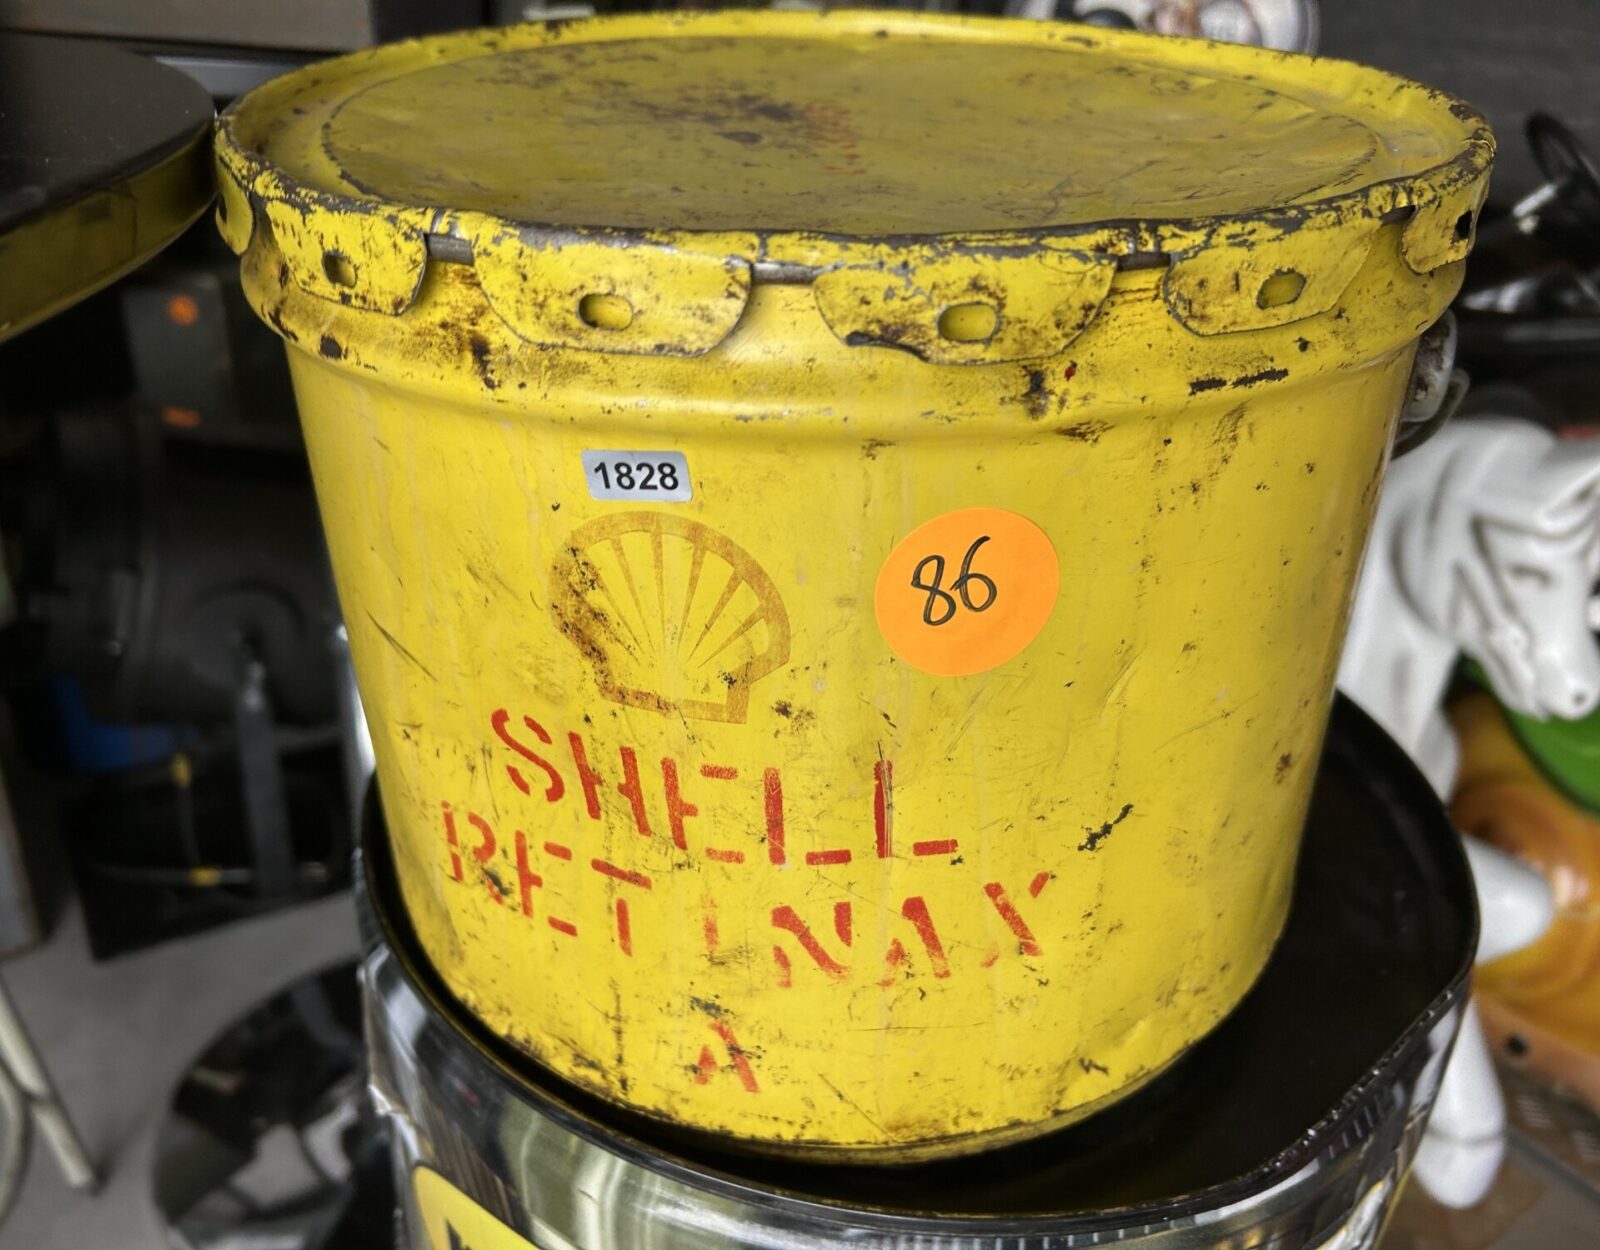 1828
86
SHELL
RETINAX
A